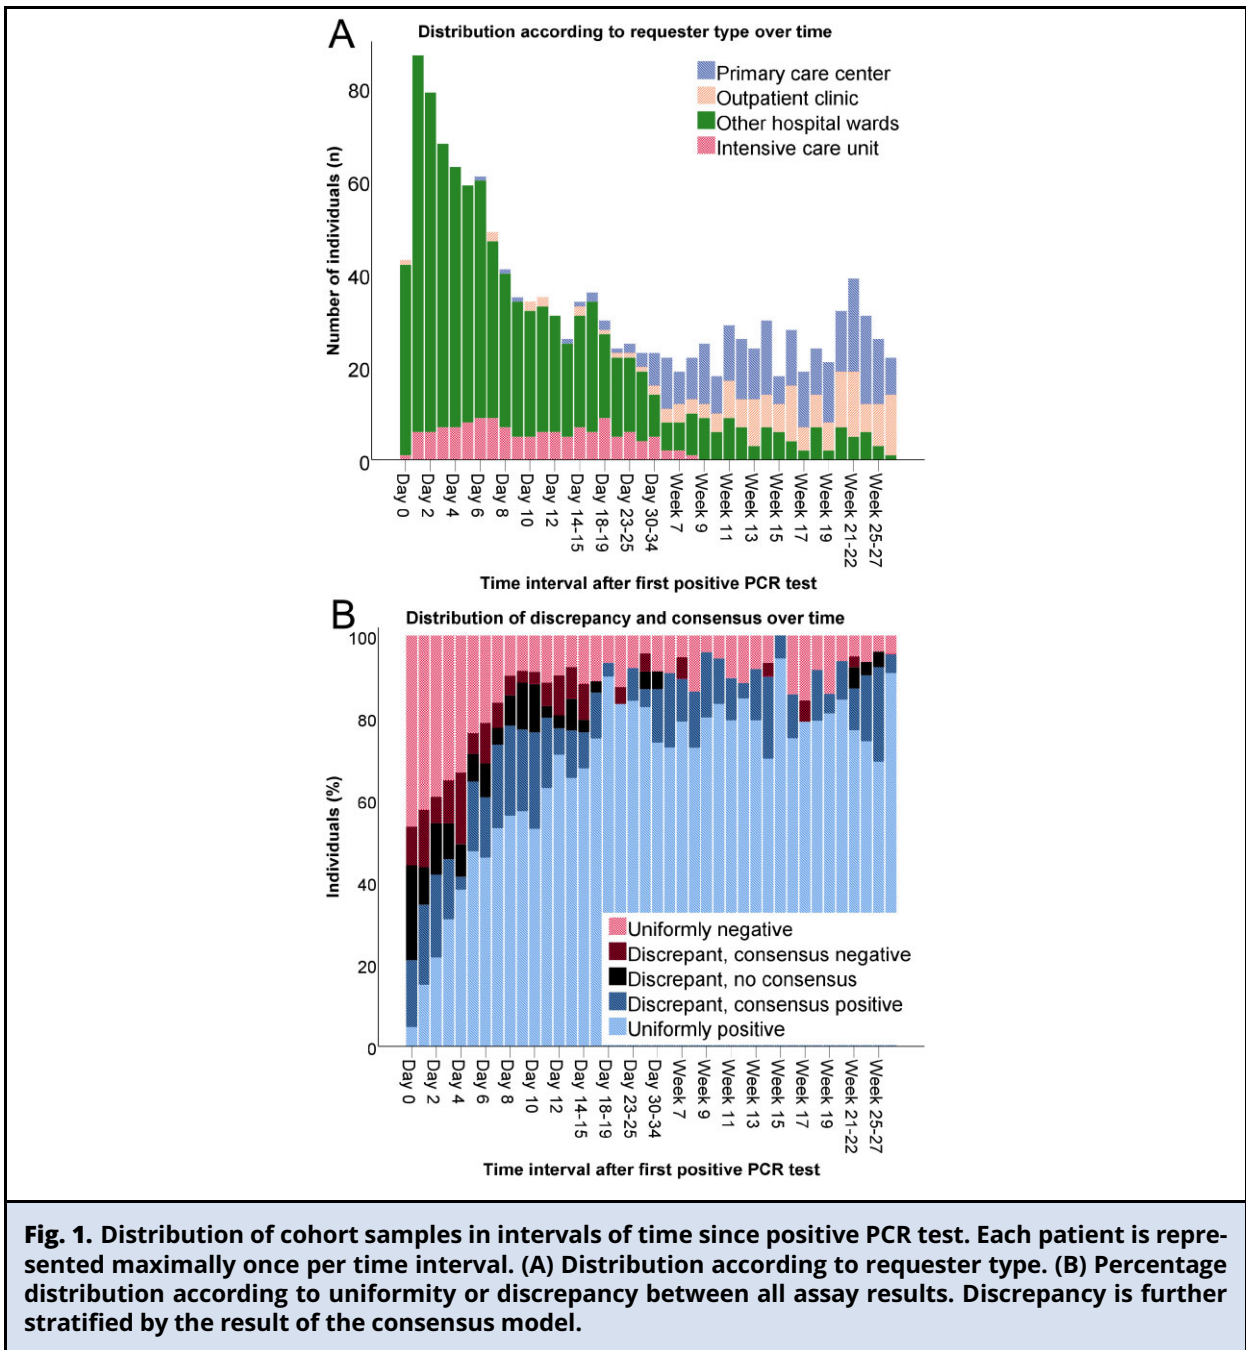 A
Distribution according to requester type over time
Primary care center
Outpatient clinic
Other hospital wards
Intensive care unit
Number of individuals (n)
80
60
40
20
0
Day 0
Day 2
Day 4
Day 6
Day 8
Day 10
Day 12
Day 14-15
Day 18-19
Day 23-25
Day 30-34
Week 7
Week 9
Week 11
Week 13
Week 15
Week 17
Week 19
Week 21-22
Week 25-27
Time interval after first positive PCR test
B
Distribution of discrepancy and consensus over time
Individuals (%)
100
80
60
40
20
0
Uniformly negative
Discrepant, consensus negative
Discrepant, no consensus
Discrepant, consensus positive
Uniformly positive
Day 0
Day 2
Day 4
Day 6
Day 8
Day 10
Day 12
Day 14-15
Day 18-19
Day 23-25
Day 30-34
Week 7
Week 9
Week 11
Week 13
Week 15
Week 17
Week 19
Week 21-22
Week 25-27
Time interval after first positive PCR test
Fig. 1. Distribution of cohort samples in intervals of time since positive PCR test. Each patient is repre-
sented maximally once per time interval. (A) Distribution according to requester type. (B) Percentage
distribution according to uniformity or discrepancy between all assay results. Discrepancy is further
stratified by the result of the consensus model.